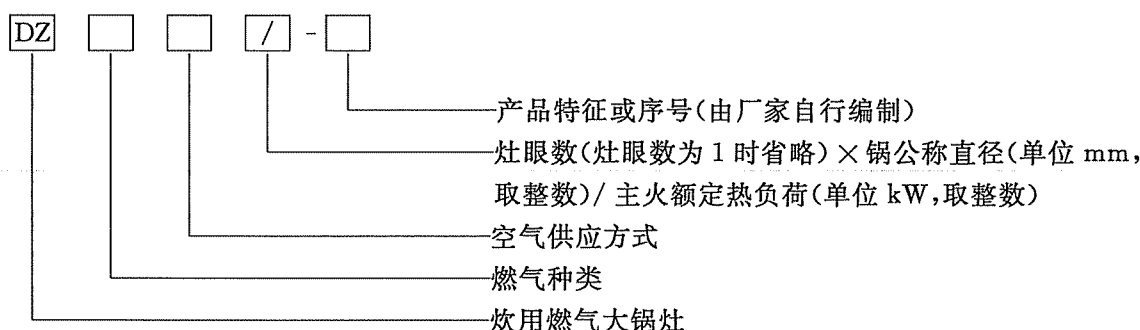 DZ / -
产品特征或序号(由厂家自行编制)
灶眼数(灶眼数为 1 时省略)×锅公称直径(单位 mm,
取整数)/ 主火额定热负荷(单位 kW,取整数)
空气供应方式
燃气种类
炊用燃气大锅灶